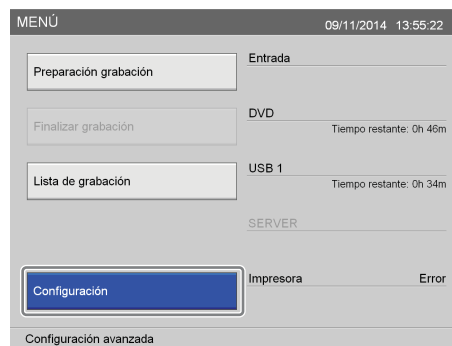 MENÚ 09/11/2014 13:55:22
Preparación grabación
Entrada
Finalizar grabación
DVD
Tiempo restante: 0h 46m
Lista de grabación
USB 1
Tiempo restante: 0h 34m
SERVER
Configuración
Impresora Error
Configuración avanzada